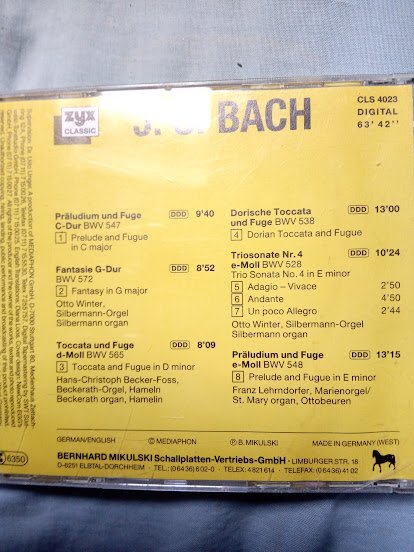 zyx
CLASSIC
J. S. BACH
CLS 4023
DIGITAL
63'42"
Präludium und Fuge DDD 9'40
C-Dur BWV 547
1 Prelude and Fugue
in C major
Fantasie G-Dur DDD 8'52
BWV 572
2 Fantasy in G major
Otto Winter,
Silbermann-Orgel
Silbermann organ
Toccata und Fuge DDD 8'09
d-Moll BWV 565
3 Toccata and Fugue in D minor
Hans-Christoph Becker-Foss,
Beckerath-Orgel, Hameln
Beckerath organ, Hamelin
Dorische Toccata DDD 13'00
und Fuge BWV 538
4 Dorian Toccata and Fugue
Triosonate Nr. 4 DDD 10'24
e-Moll BWV 528
Trio Sonata No. 4 in E minor
5 Adagio – Vivace 2'50
6 Andante 4'50
7 Un poco Allegro 2'44
Otto Winter, Silbermann-Orgel
Silbermann organ
Präludium und Fuge DDD 13'15
e-Moll BWV 548
8 Prelude and Fugue in E minor
Franz Lehrndorfer, Marienorgel/
St. Mary organ, Ottobeuren
GERMAN/ENGLISH © MEDIAPHON Ⓟ B. MIKULSKI MADE IN GERMANY (WEST)
6350
BERNHARD MIKULSKI Schallplatten-Vertriebs-GmbH · LIMBURGER STR. 18
D-6251 ELBTAL-DORCHHEIM · TEL.: (06436) 602-0 · TELEX: 4821614 · TELEFAX: (06436) 4102